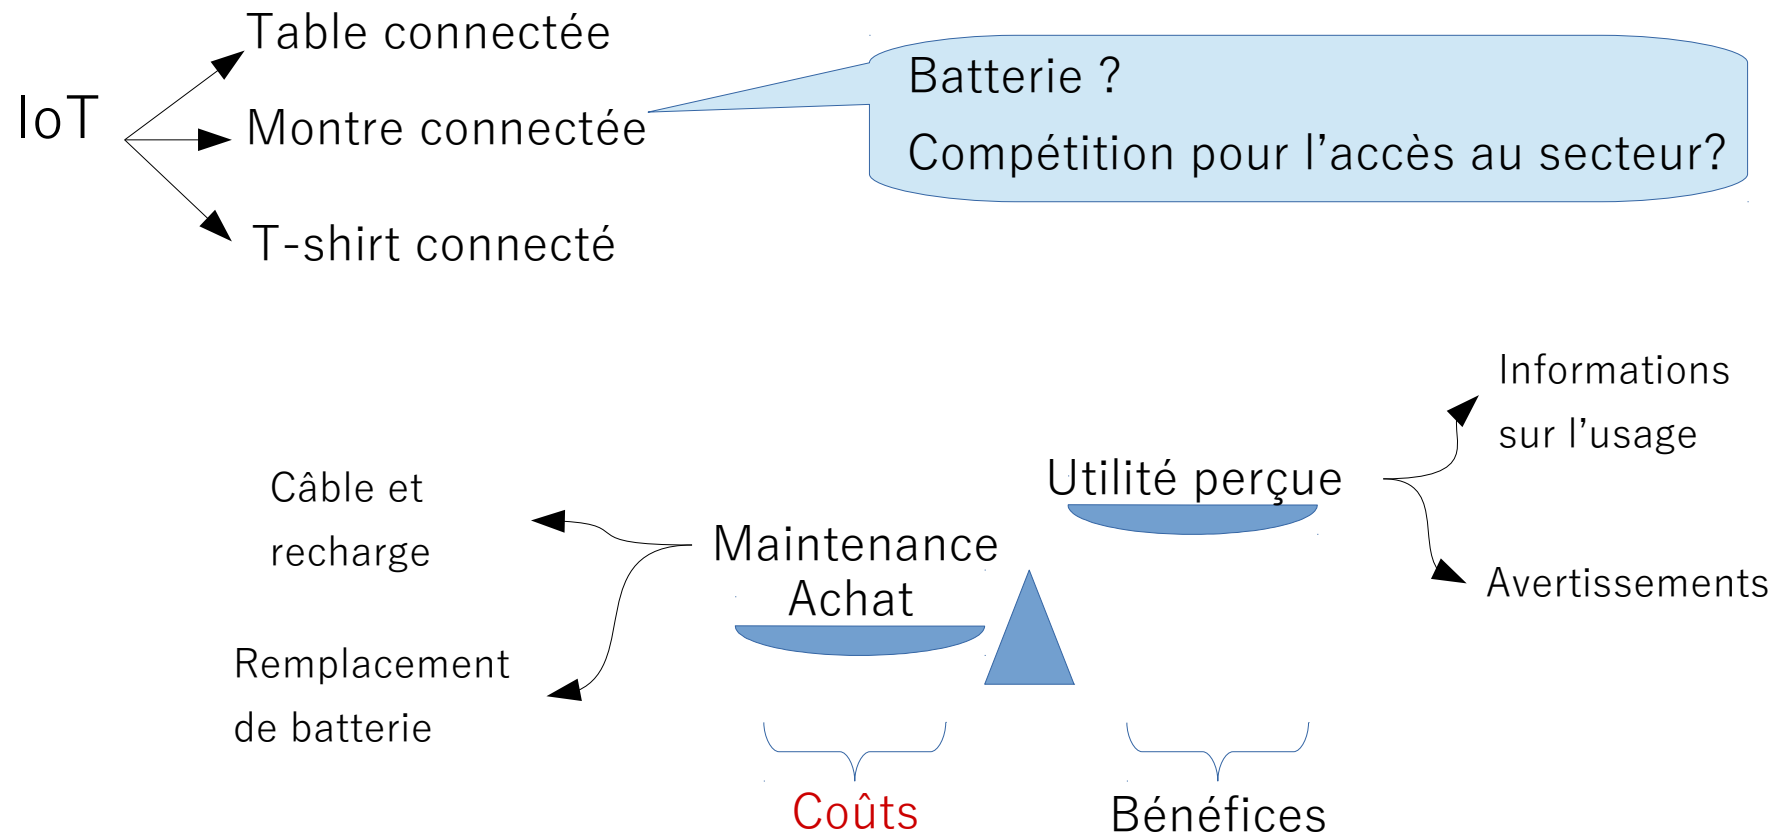 IoT
Table connectée
Montre connectée
T-shirt connecté
Batterie ?
Compétition pour l’accès au secteur?
Câble et
recharge
Remplacement
de batterie
Maintenance
Achat
Utilité perçue
Informations
sur l’usage
Avertissements
Coûts
Bénéfices